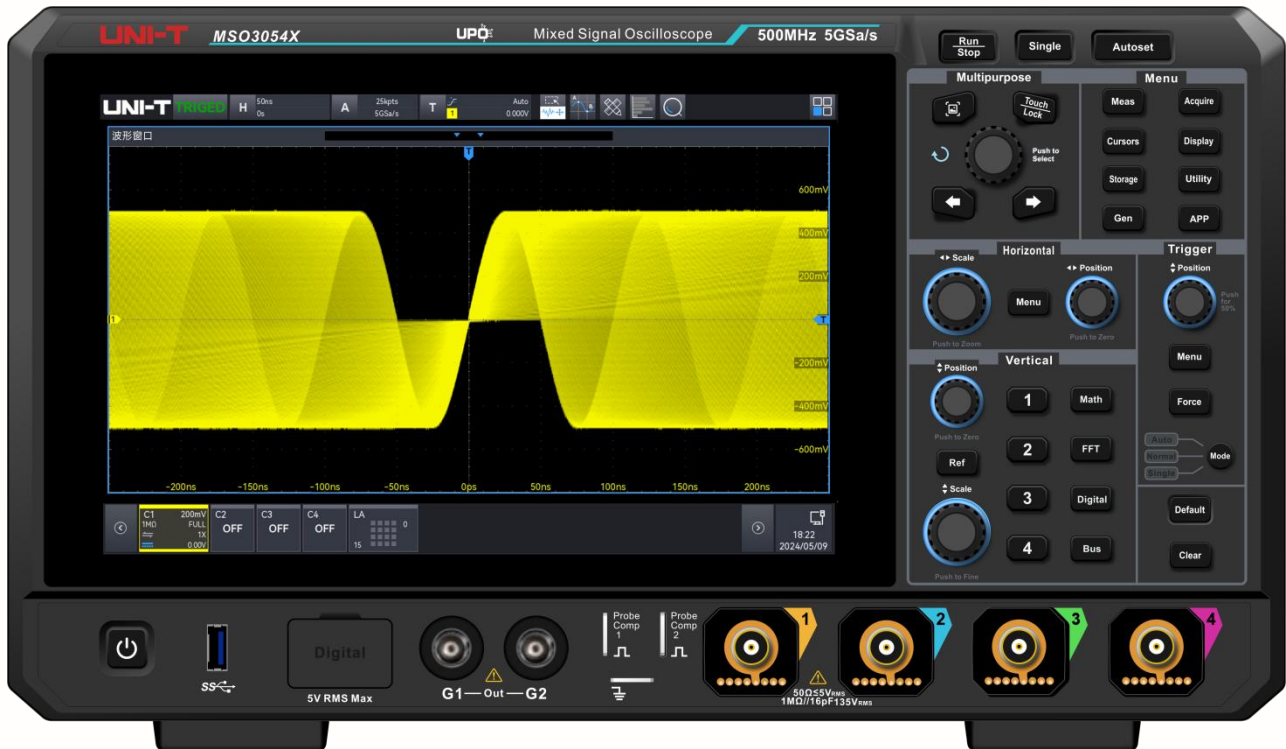 UNI-T MSO3054X UPO Mixed Signal Oscilloscope 500MHz 5GSa/s
Run
Stop
Single
Autoset
UNI-T TRIGED H 50ns
0s
A 25kpts
5GSa/s
T Auto
1 0.000V
波形窗口
T
600mV
400mV
200mV
1
T
-200mV
-400mV
-600mV
-200ns -150ns -100ns -50ns 0ps 50ns 100ns 150ns 200ns
C1 200mV
1MΩ FULL
1X
0.00V
C2
OFF
C3
OFF
C4
OFF
LA
0
15
18:22
2024/05/09
Multipurpose
Touch
Lock
Push to
Select
Menu
Meas Acquire
Cursors Display
Storage Utility
Gen APP
Horizontal
Scale
Position
Menu
Push to Zoom
Push to Zero
Trigger
Position
Push
for
50%
Menu
Force
Auto
Normal
Single
Mode
Default
Clear
Vertical
Position
Push to Zero
Ref
Scale
Push to Fine
1 Math
2 FFT
3 Digital
4 Bus
SS
Digital
5V RMS Max
G1 Out G2
Probe
Comp
1
Probe
Comp
2
1
2
3
4
50Ω≤5VRMS
1MΩ//16pF135VRMS